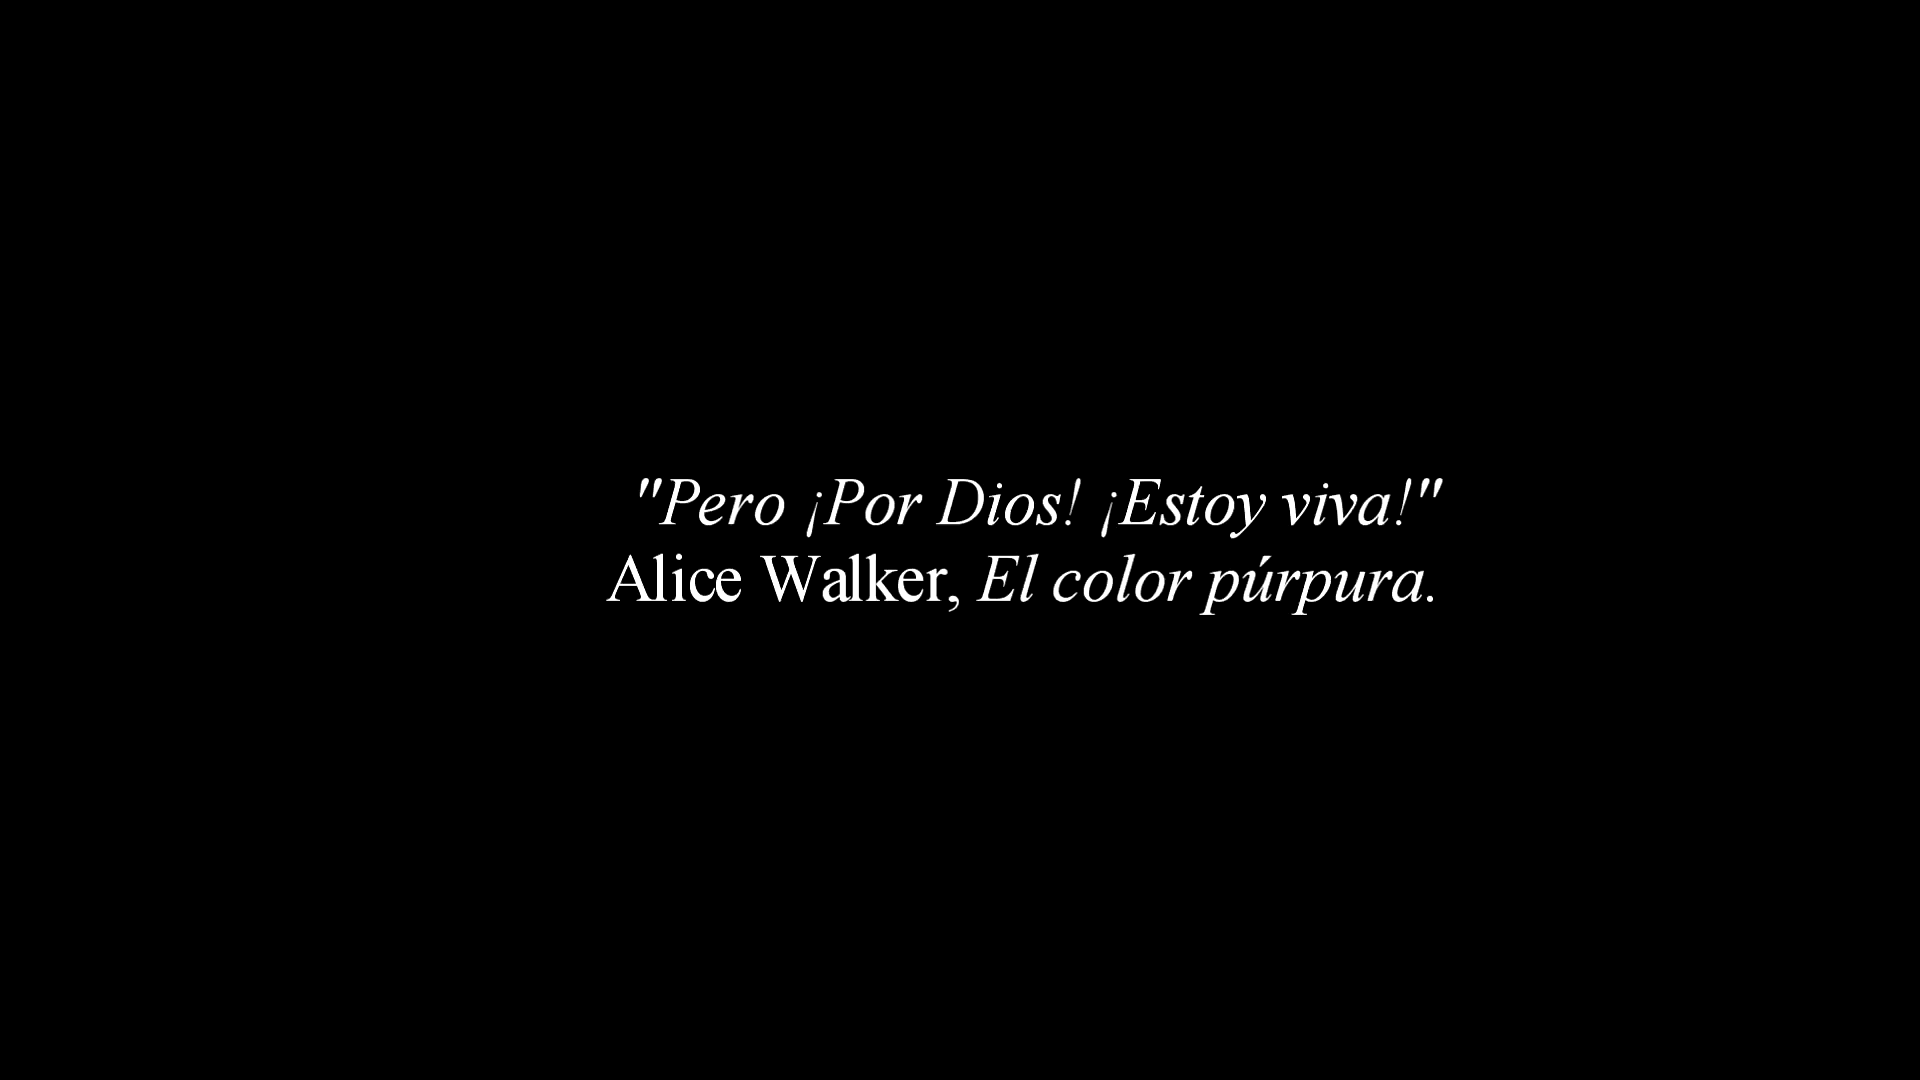 "Pero ¡Por Dios! ¡Estoy viva!"
Alice Walker, El color púrpura.